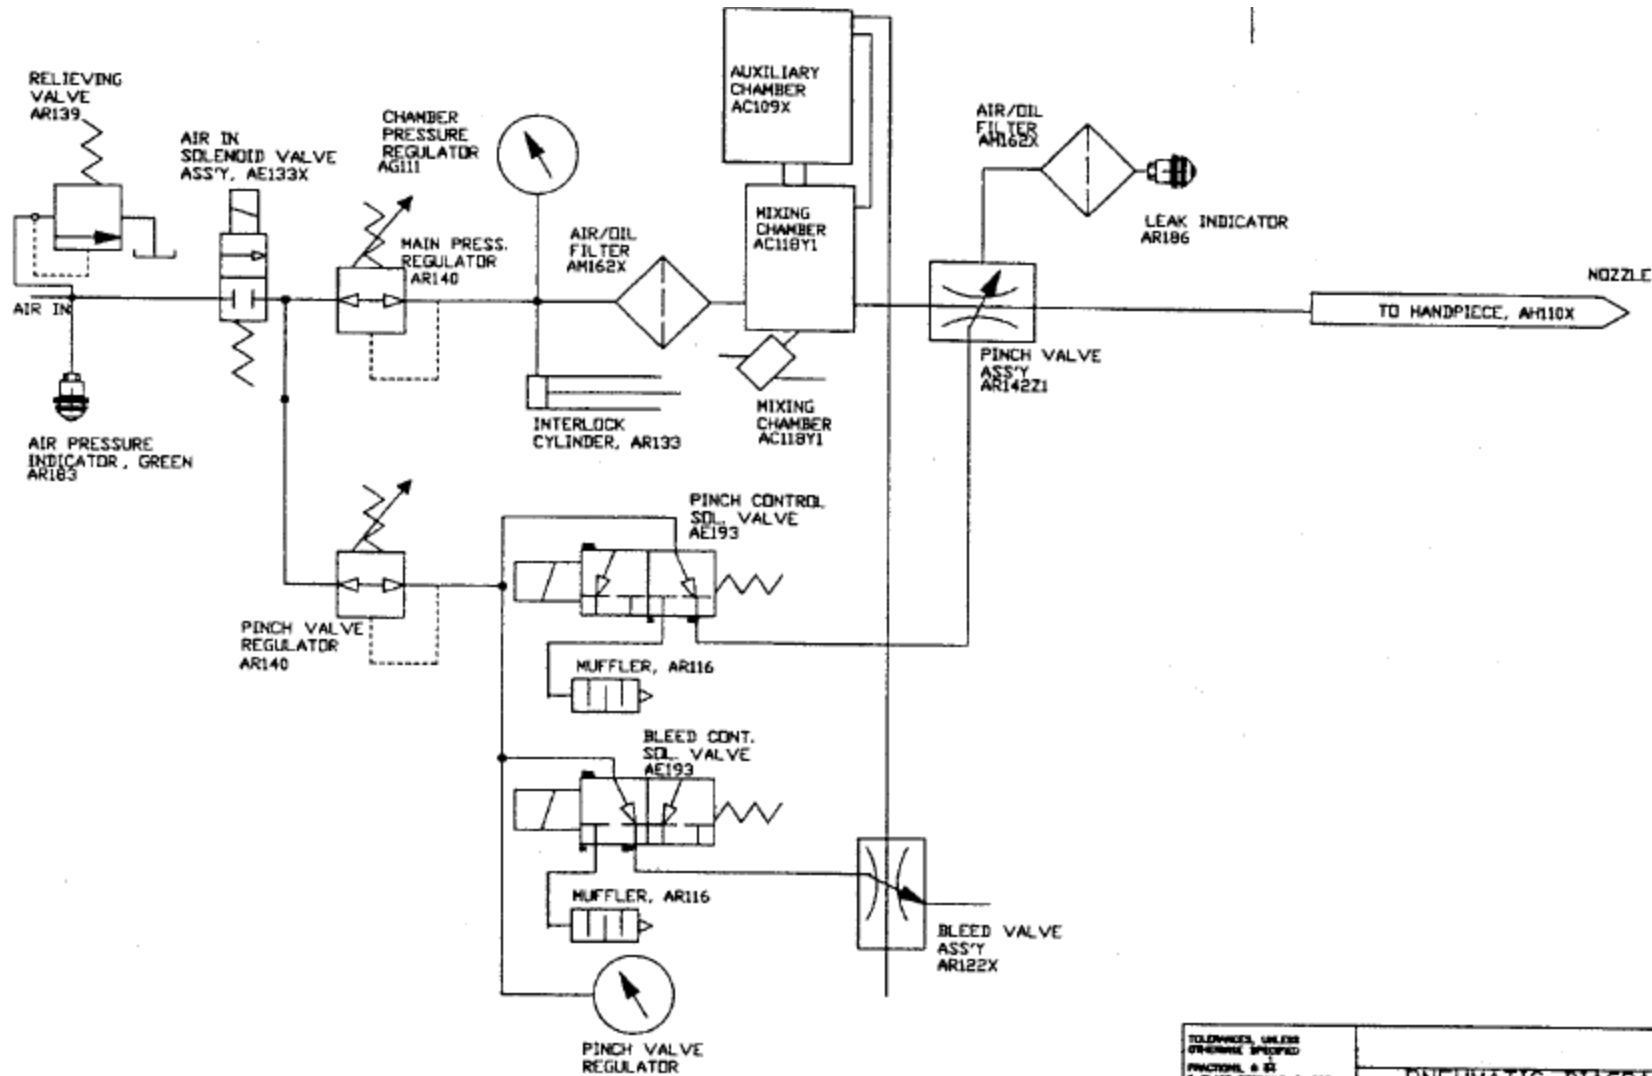 RELIEVING
VALVE
AR139
AIR IN
SOLENOID VALVE
ASS'Y, AE133X
CHAMBER
PRESSURE
REGULATOR
AG111
MAIN PRESS.
REGULATOR
AR140
AIR/OIL
FILTER
AM162X
AUXILIARY
CHAMBER
AC109X
MIXING
CHAMBER
AC118Y1
AIR/OIL
FILTER
AM162X
LEAK INDICATOR
AR186
NOZZLE
TO HANDPIECE, AH110X
AIR IN
PINCH VALVE
ASS'Y
AR142Z1
MIXING
CHAMBER
AC118Y1
INTERLOCK
CYLINDER, AR133
AIR PRESSURE
INDICATOR, GREEN
AR183
PINCH CONTROL
SOL. VALVE
AE193
PINCH VALVE
REGULATOR
AR140
MUFFLER, AR116
BLEED CONT.
SOL. VALVE
AE193
MUFFLER, AR116
BLEED VALVE
ASS'Y
AR122X
PINCH VALVE
REGULATOR
TOLERANCES, UNLESS
OTHERWISE SPECIFIED